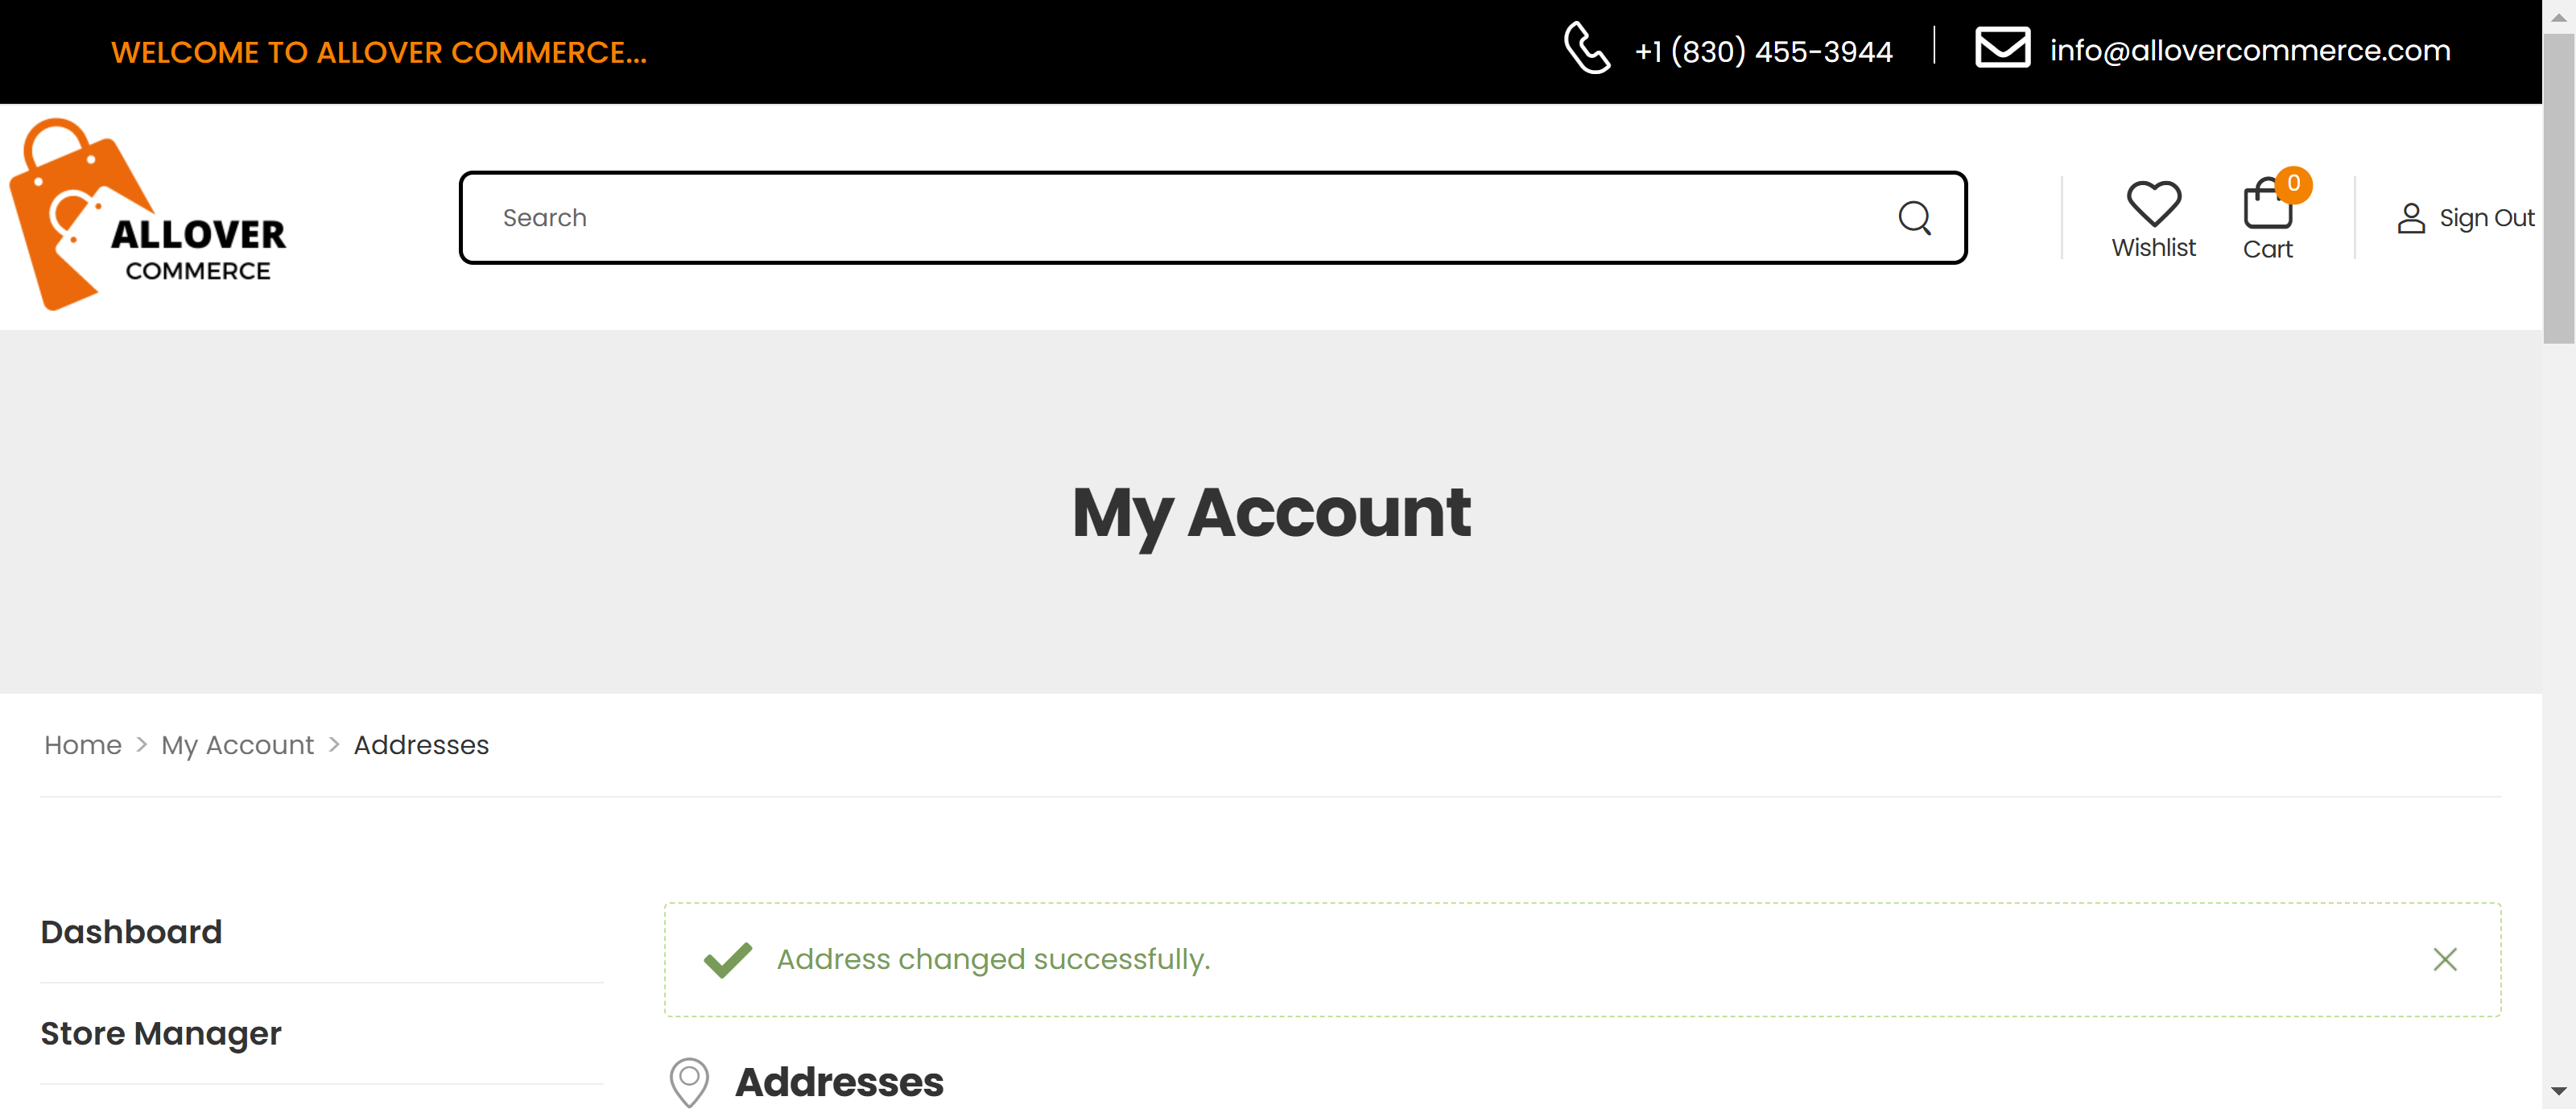 WELCOME TO ALLOVER COMMERCE...
+1 (830) 455-3944
info@allovercommerce.com
ALLOVER
COMMERCE
Search
Wishlist
0
Cart
Sign Out
My Account
Home > My Account > Addresses
Dashboard
Address changed successfully.
Store Manager
Addresses